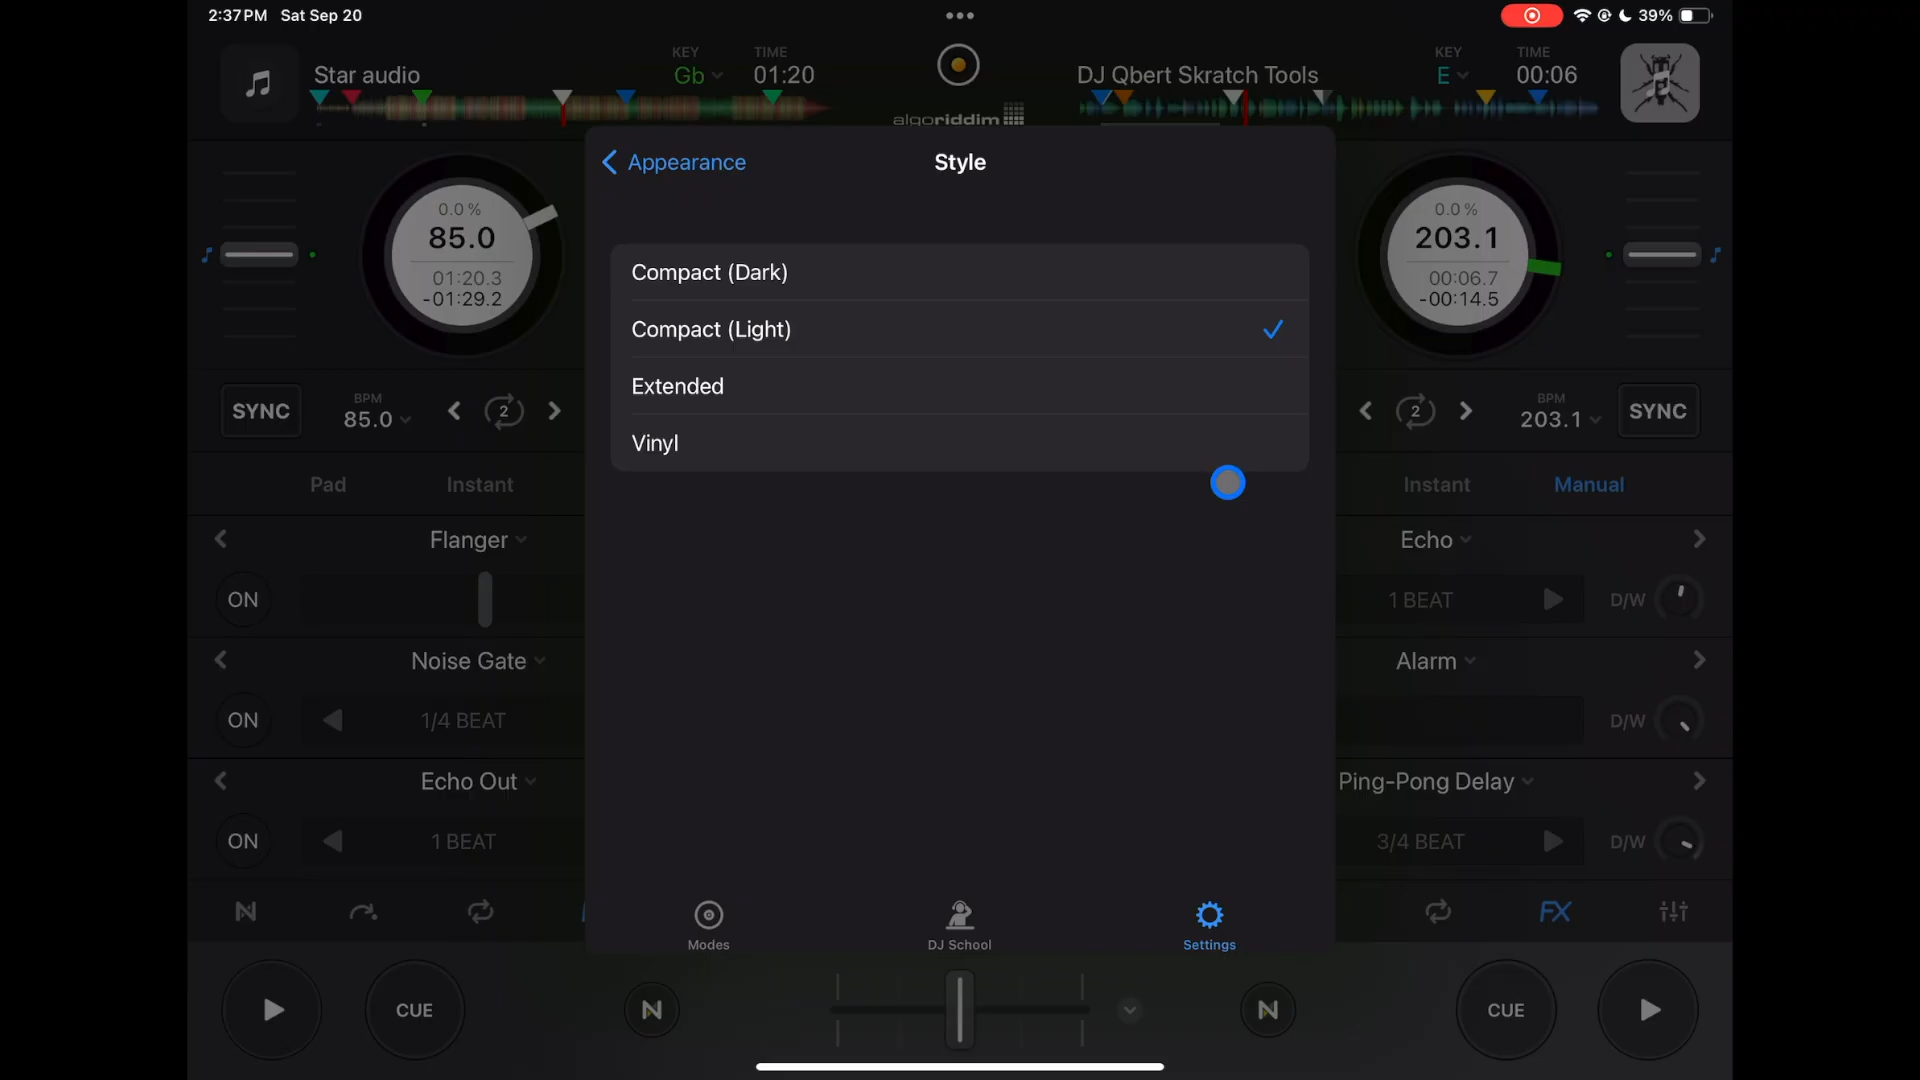 2:37 PM Sat Sep 20
39%
Star audio
KEY
Gb
TIME
01:20
algoriddim
DJ Qbert Skratch Tools
KEY
E
TIME
00:06
Appearance
Style
0.0 %
85.0
01:20.3
-01:29.2
Compact (Dark)
Compact (Light)
Extended
Vinyl
0.0 %
203.1
00:06.7
-00:14.5
SYNC
BPM
85.0
2
2
BPM
203.1
SYNC
Pad
Instant
Instant
Manual
Flanger
Echo
ON
1 BEAT
D/W
Noise Gate
Alarm
ON
1/4 BEAT
D/W
Echo Out
Ping-Pong Delay
ON
1 BEAT
3/4 BEAT
D/W
FX
Modes
DJ School
Settings
CUE
CUE